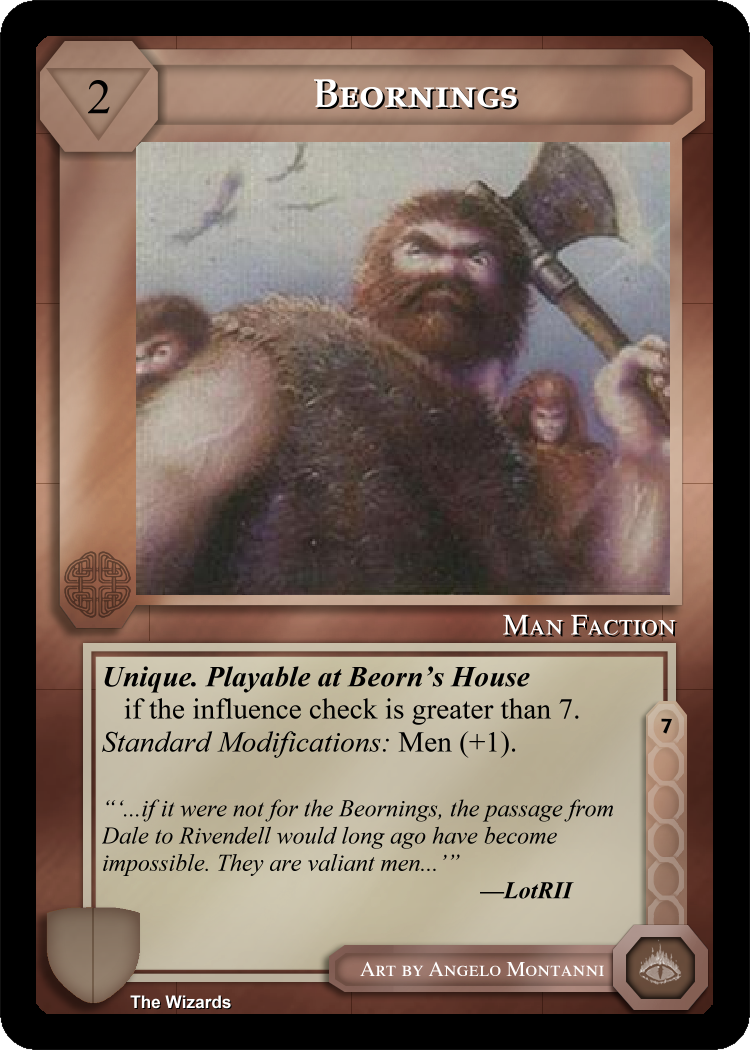 2
Beornings
Man Faction
Unique. Playable at Beorn's House
if the influence check is greater than 7.
Standard Modifications: Men (+1).
7
“‘...if it were not for the Beornings, the passage from
Dale to Rivendell would long ago have become
impossible. They are valiant men...’”
—LotRII
Art by Angelo Montanni
The Wizards